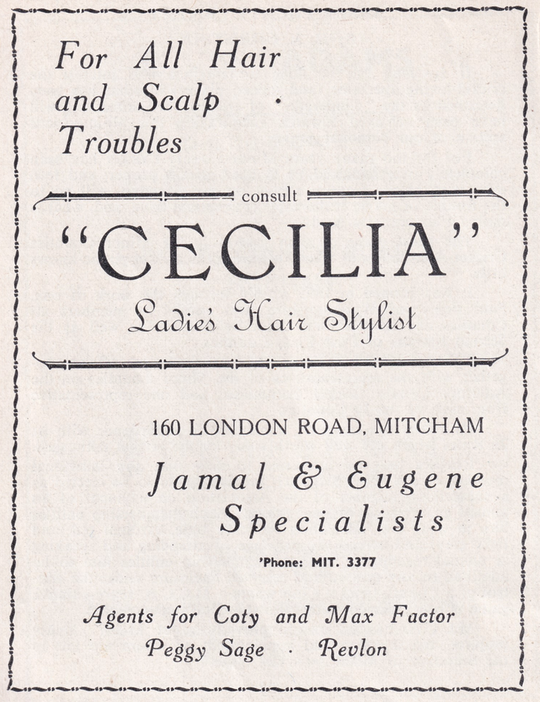 For All Hair
and Scalp ·
Troubles
consult
“CECILIA”
Ladie's Hair Stylist
160 LONDON ROAD, MITCHAM
Jamal & Eugene
Specialists
'Phone: MIT. 3377
Agents for Coty and Max Factor
Peggy Sage · Revlon